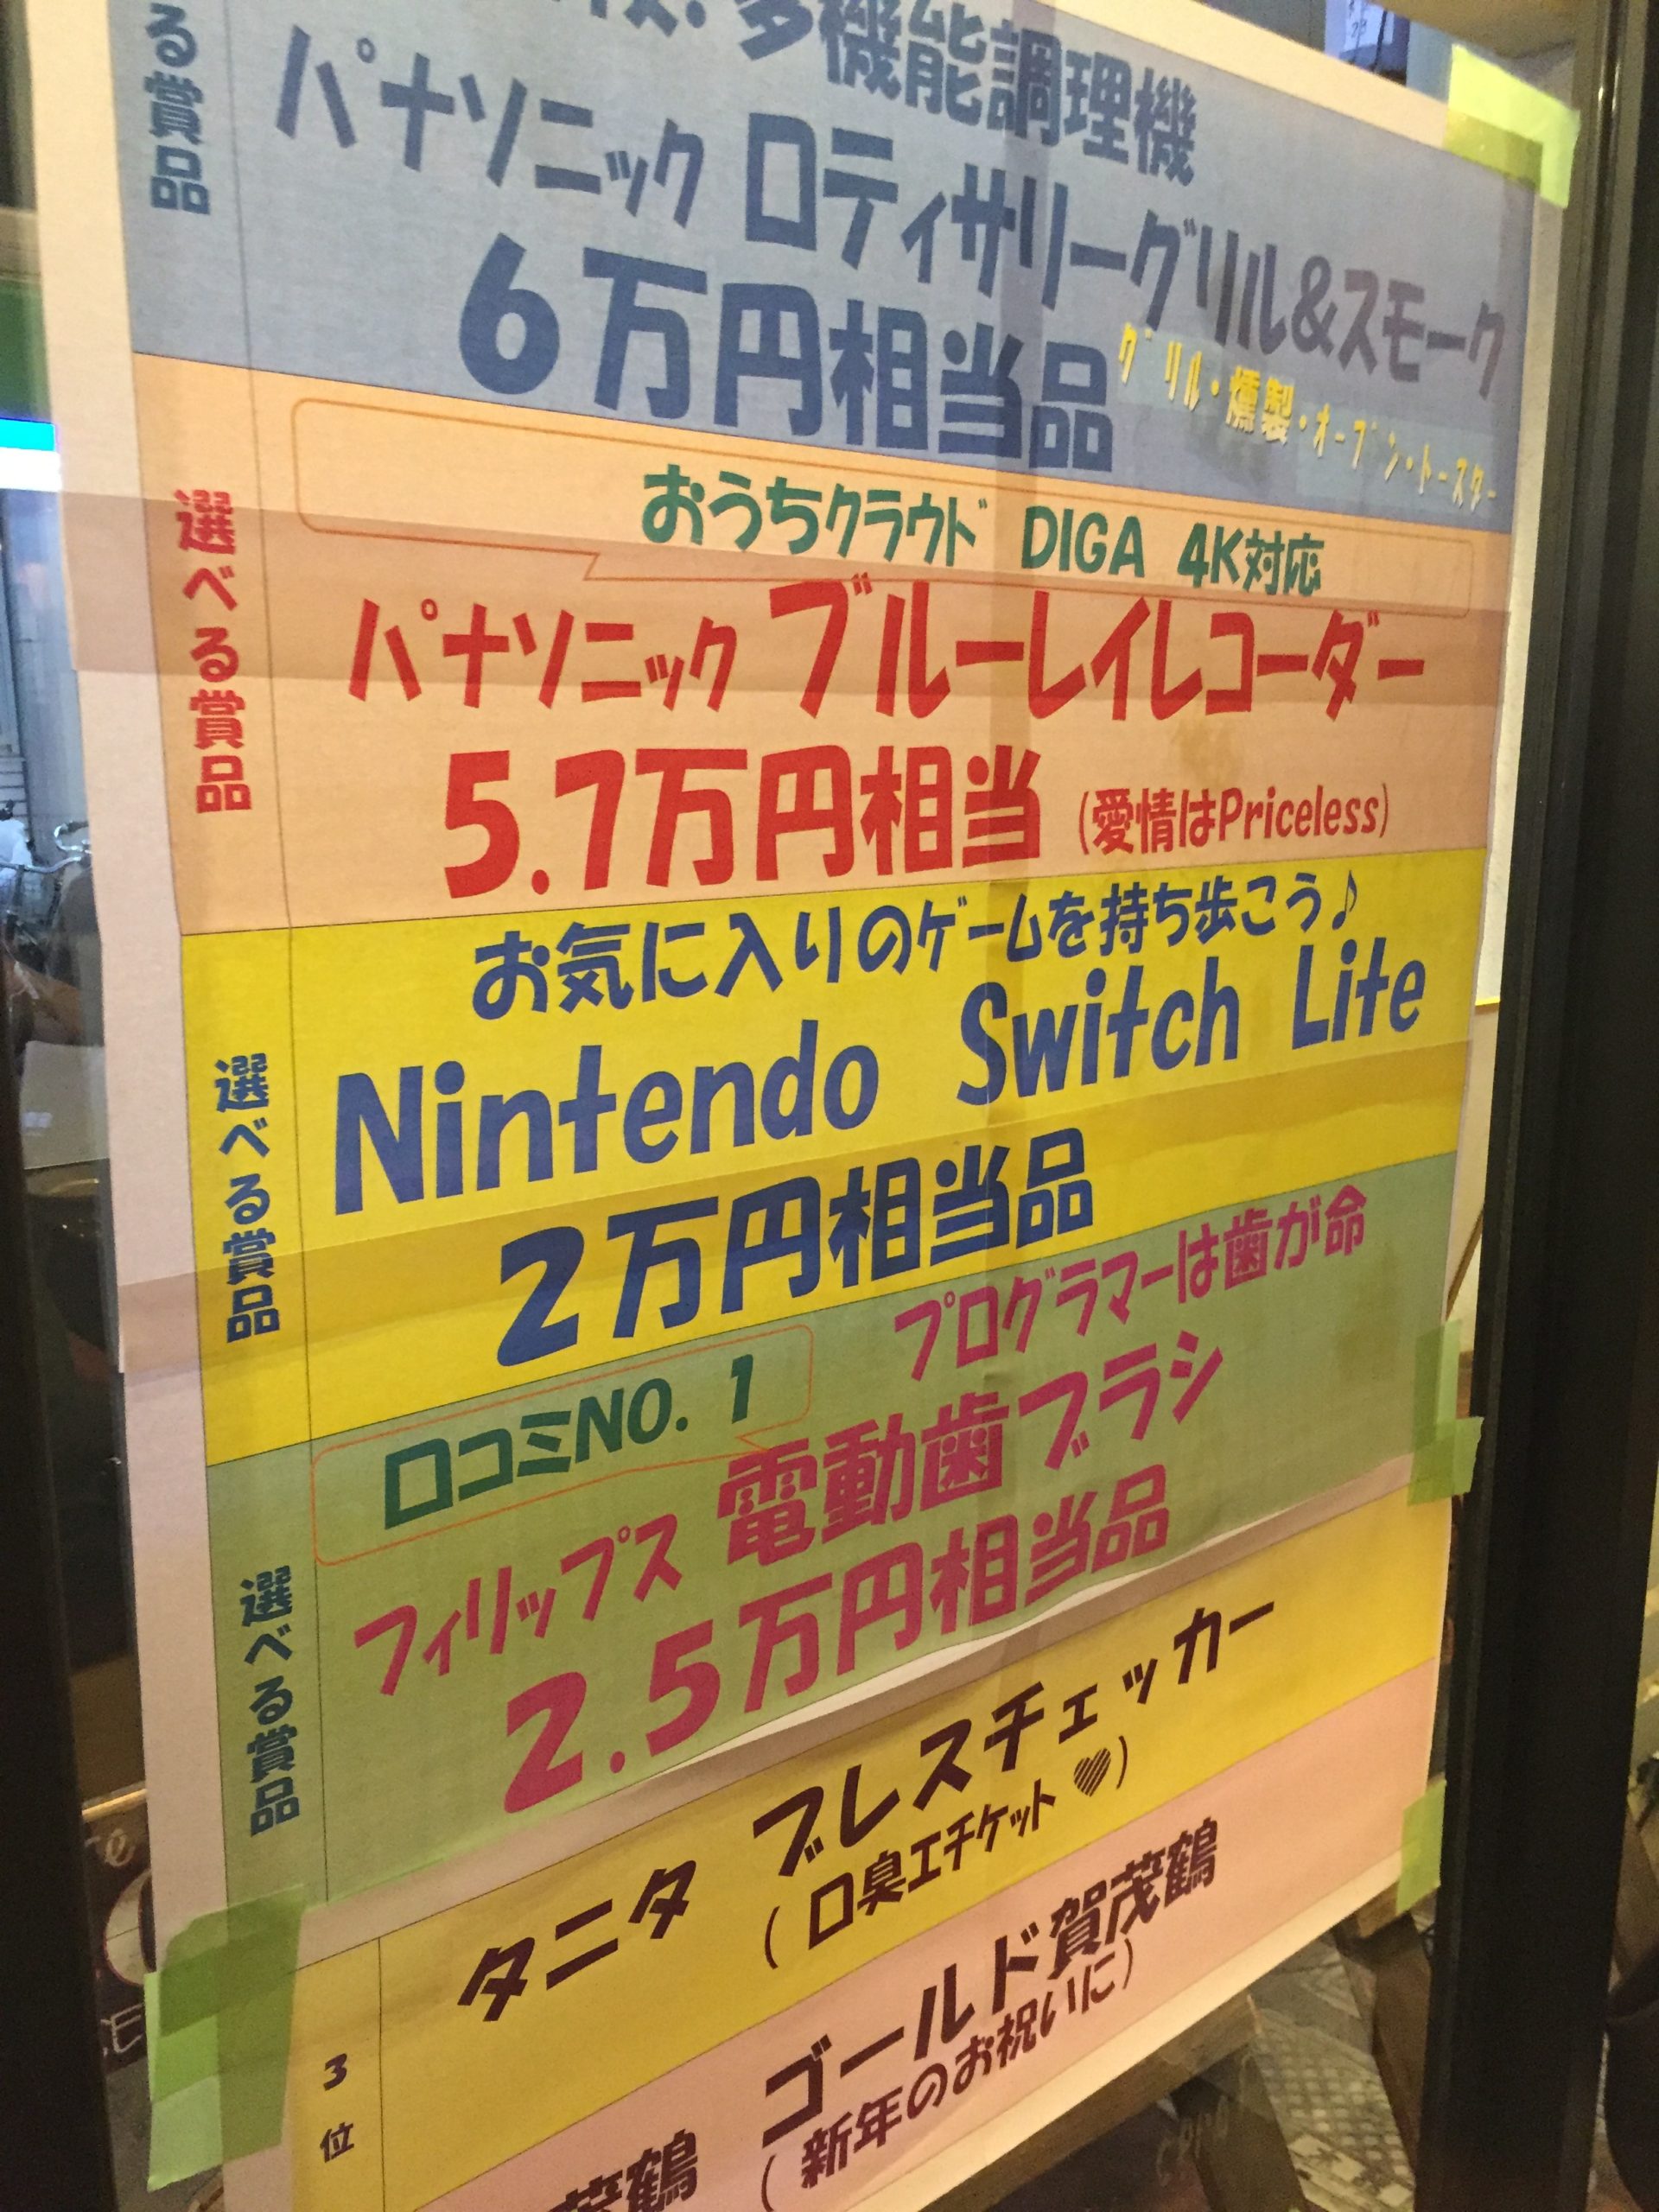 多機能調理機
る賞品
パナソニック ロティサリーグリル&スモーク
6万円相当品
グリル・燻製・オーブン・トースター
おうちクラウド DIGA 4K対応
選べる賞品
パナソニック ブルーレイレコーダー
5.7万円相当 (愛情はPriceless)
お気に入りのゲームを持ち歩こう♪
選べる賞品
Nintendo Switch Lite
2万円相当品
プログラマーは歯が命
口コミNO. 1
選べる賞品
フィリップス 電動歯ブラシ
2.5万円相当品
3位
タニタ ブレスチェッカー
(口臭エチケット♥)
茂鶴 ゴールド賀茂鶴
(新年のお祝いに)